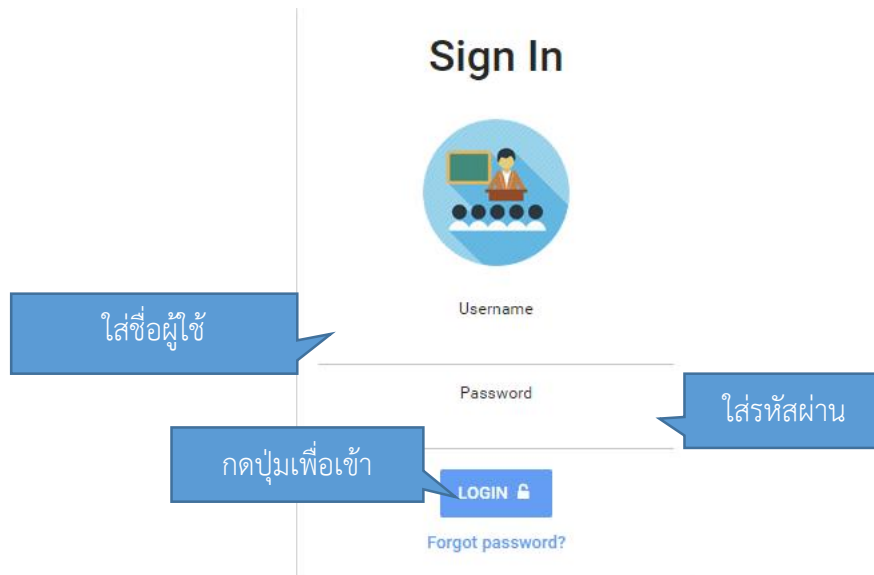 Sign In
Username
ใส่ชื่อผู้ใช้
Password
ใส่รหัสผ่าน
กดปุ่มเพื่อเข้า
LOGIN
Forgot password?